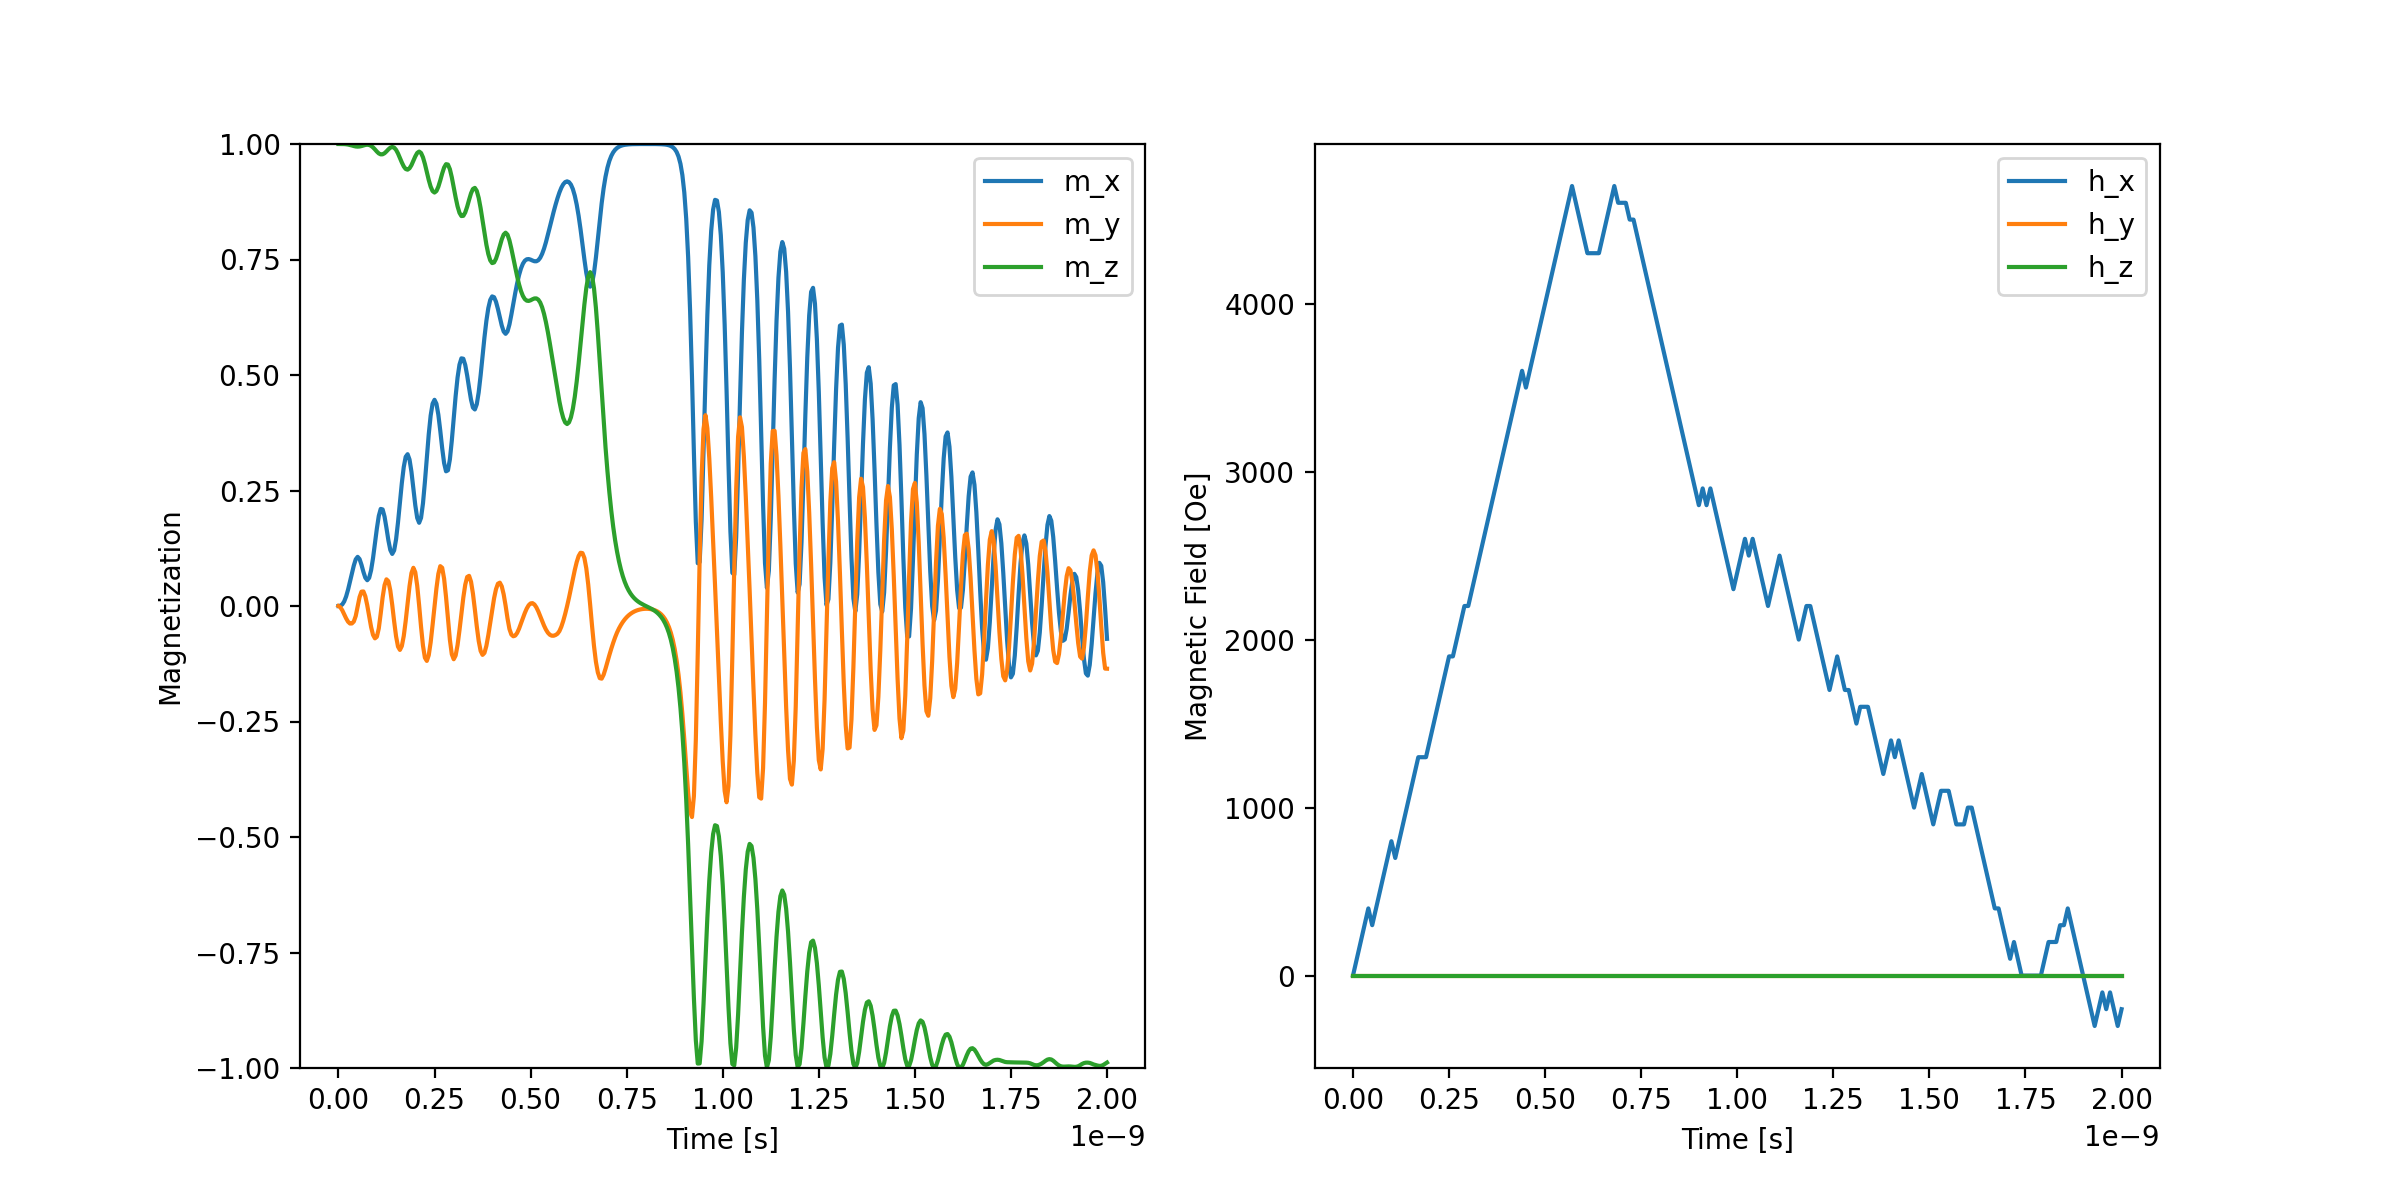 Magnetization
1.00
0.75
0.50
0.25
0.00
−0.25
−0.50
−0.75
−1.00
m_x
m_y
m_z
0.00 0.25 0.50 0.75 1.00 1.25 1.50 1.75 2.00
Time [s]
1e−9
Magnetic Field [Oe]
4000
3000
2000
1000
0
h_x
h_y
h_z
0.00 0.25 0.50 0.75 1.00 1.25 1.50 1.75 2.00
Time [s]
1e−9